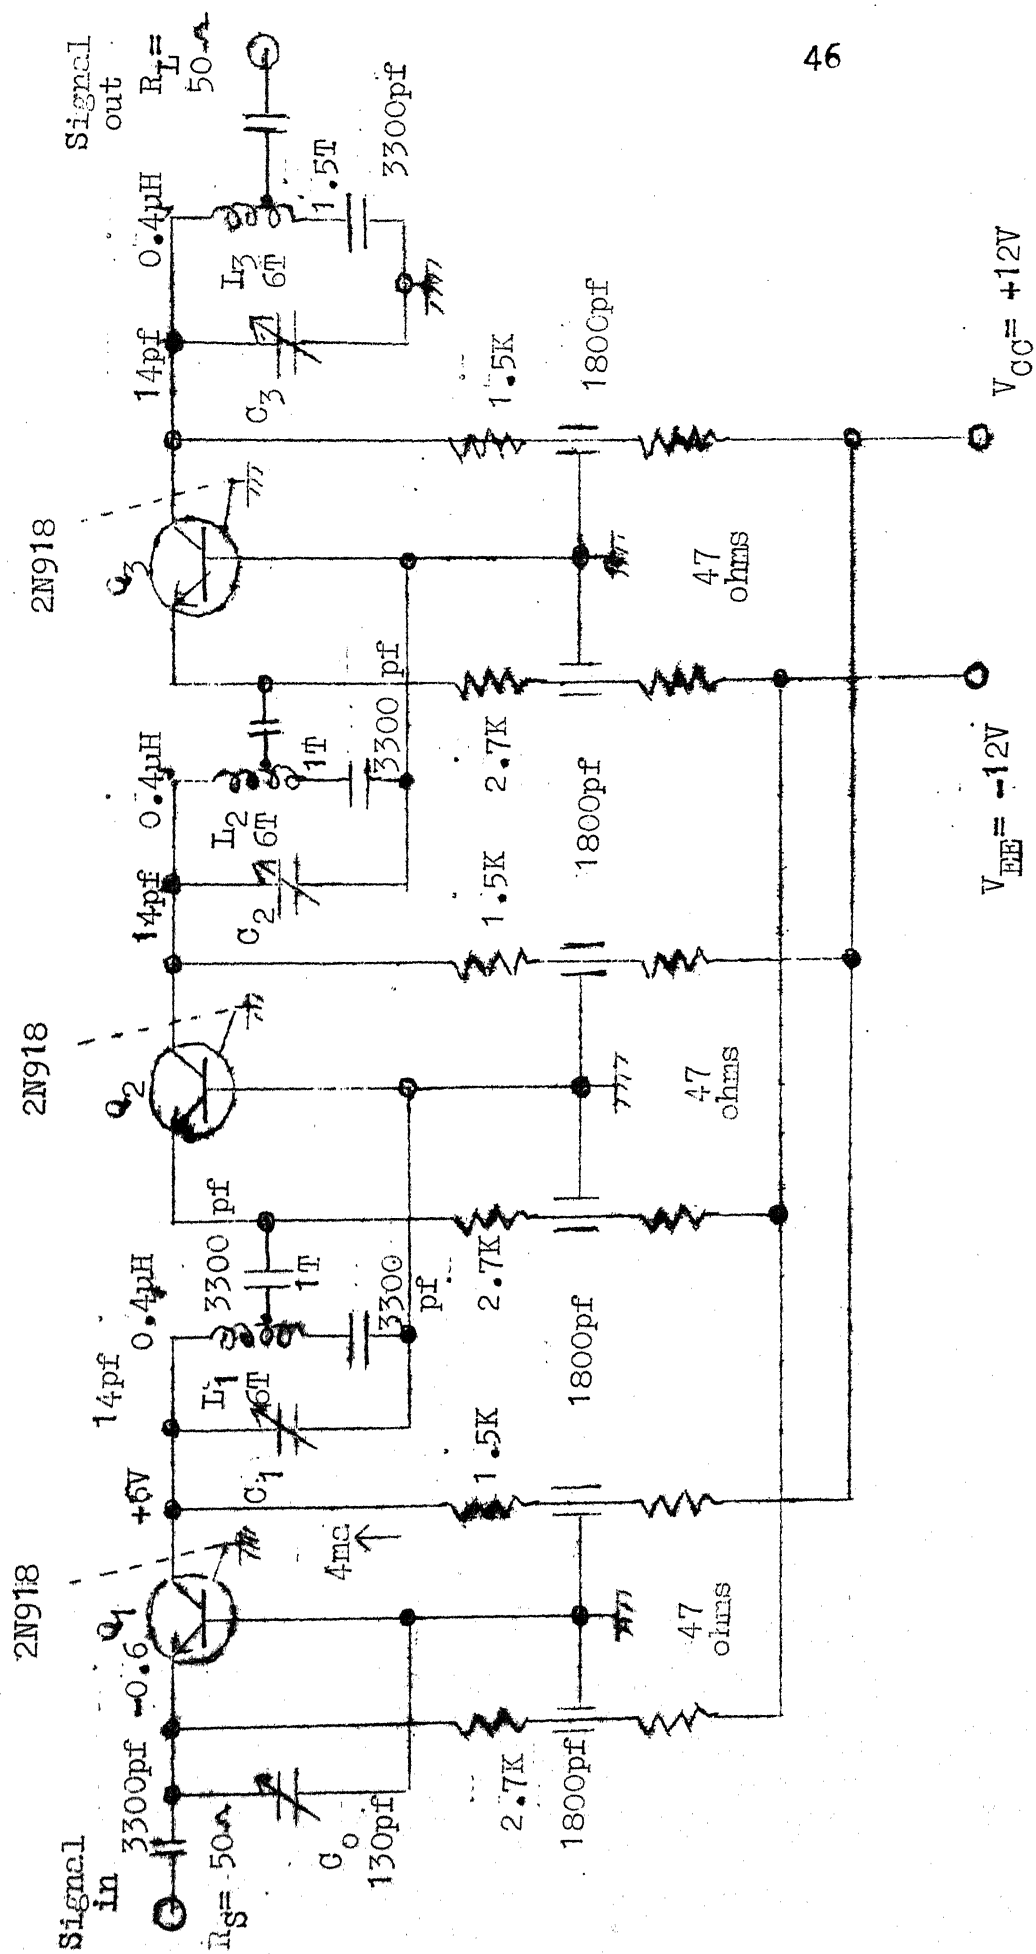 46
Signal
in
3300pf
-0.6
R_S= 50Ω
C_o
130pf
2N918
Q_1
+6V
4ma
14pf
0.4µH
C_1
L_1
6T
1T
3300
pf
3300
pf
2.7K
1800pf
1.5K
1800pf
47
ohms
2N918
Q_2
14pf
0.4µH
C_2
L_2
6T
1T
3300 pf
2.7K
1.5K
1800pf
47
ohms
2N918
Q_3
14pf
0.4µH
C_3
L_3
6T
1.5T
3300pf
2.7K
1.5K
1800pf
47
ohms
Signal
out
R_L=
50Ω
V_EE= -12V
V_CC= +12V